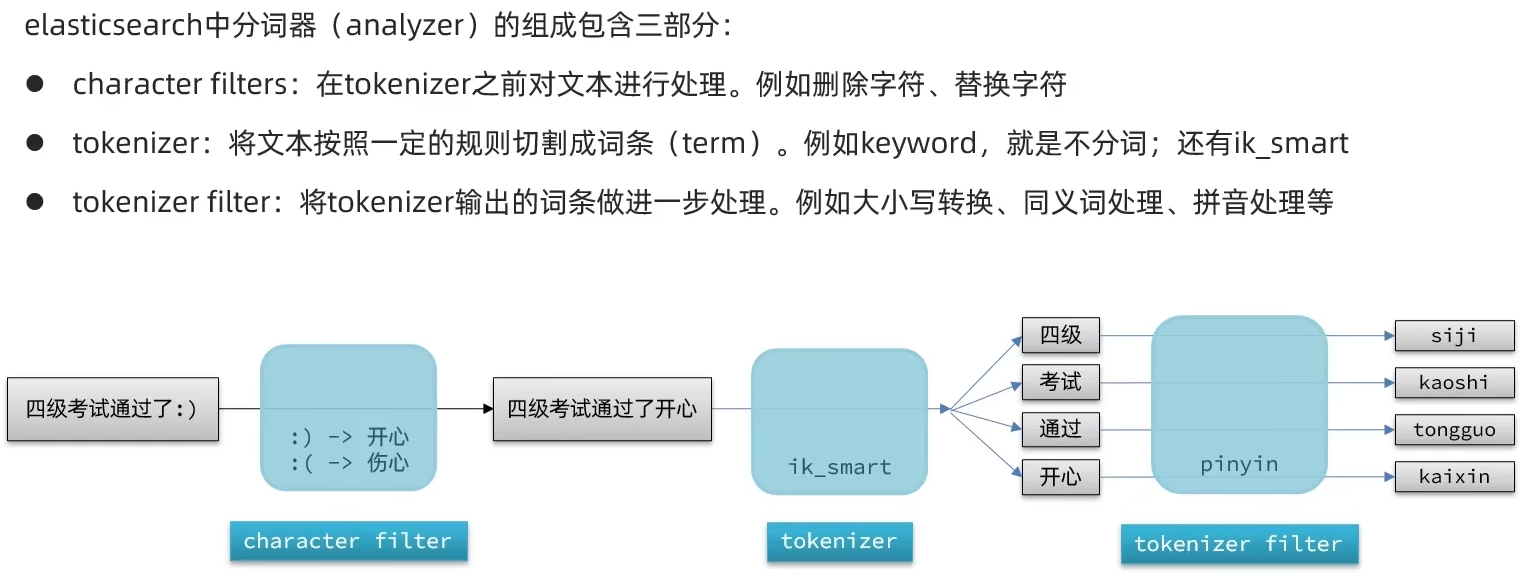 elasticsearch中分词器（analyzer）的组成包含三部分：
● character filters：在tokenizer之前对文本进行处理。例如删除字符、替换字符
● tokenizer：将文本按照一定的规则切割成词条（term）。例如keyword，就是不分词；还有ik_smart
● tokenizer filter：将tokenizer输出的词条做进一步处理。例如大小写转换、同义词处理、拼音处理等
四级考试通过了:)
:) -> 开心
:( -> 伤心
character filter
四级考试通过了开心
ik_smart
tokenizer
四级
考试
通过
开心
pinyin
tokenizer filter
siji
kaoshi
tongguo
kaixin